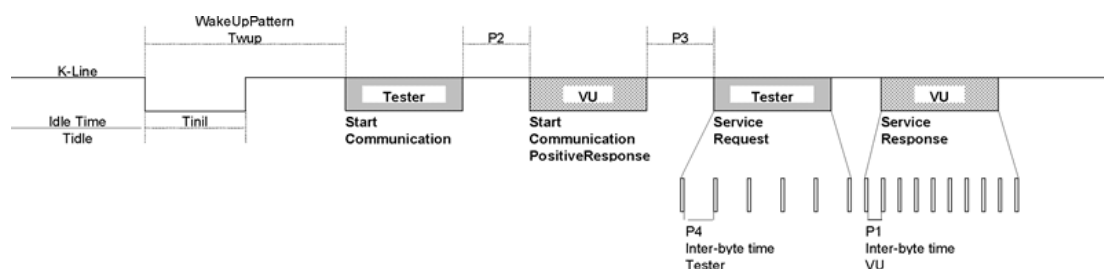 WakeUpPattern
Twup
P2
P3
K-Line
Tester
VU
Tester
VU
Idle Time
Tidle
Tinil
Start
Communication
Start
Communication
PositiveResponse
Service
Request
Service
Response
P4
Inter-byte time
Tester
P1
Inter-byte time
VU